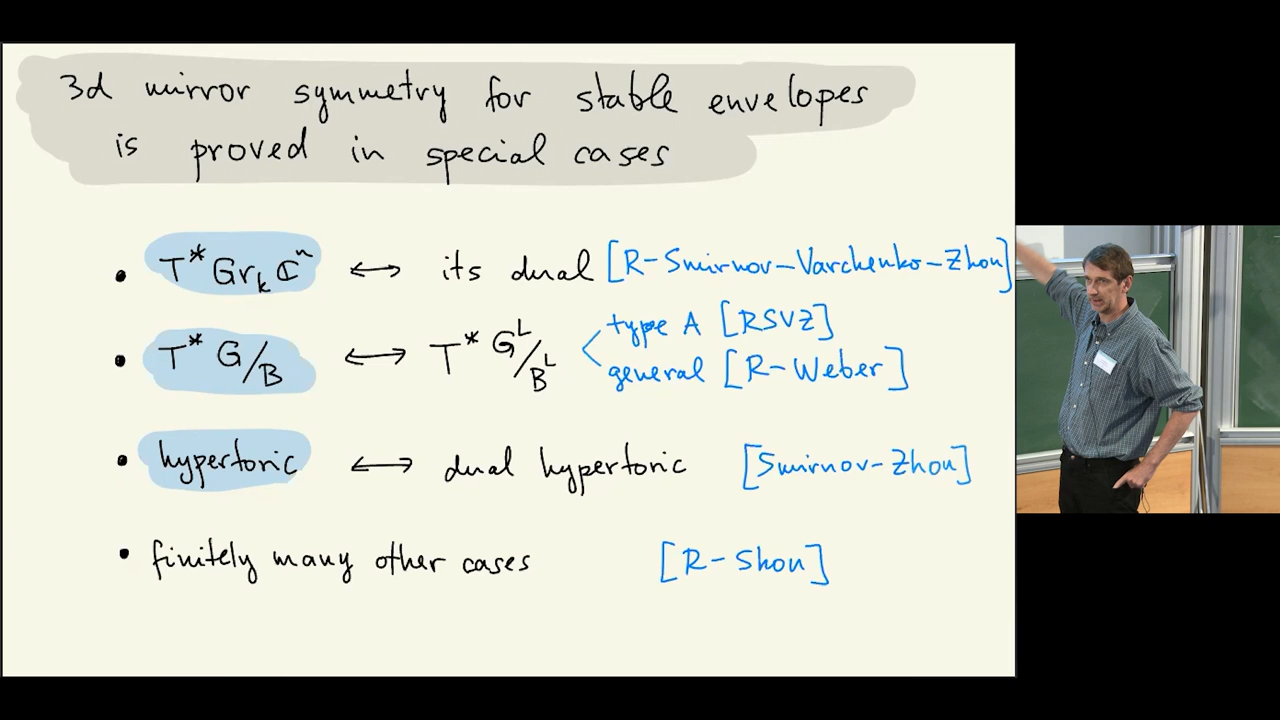 3d mirror symmetry for stable envelopes
is proved in special cases
• T* Gr_k ℂ^n ↔ its dual [R-Smirnov-Varchenko-Zhou]
• T* G/B ↔ T* G^L/B^L < type A [RSVZ]
general [R-Weber]
• hypertoric ↔ dual hypertoric [Smirnov-Zhou]
• finitely many other cases [R-Shou]